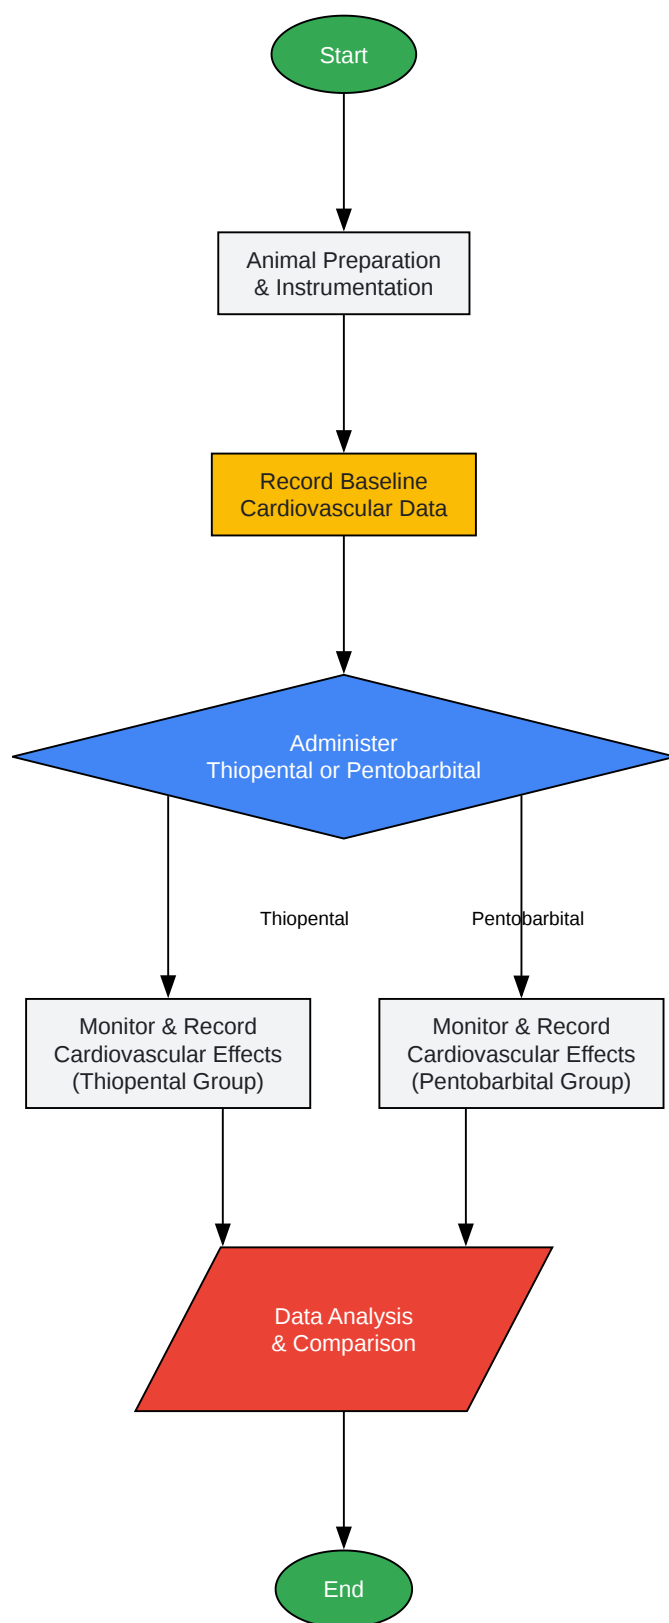 Start
Animal Preparation
& Instrumentation
Record Baseline
Cardiovascular Data
Administer
Thiopental or Pentobarbital
Thiopental
Pentobarbital
Monitor & Record
Cardiovascular Effects
(Thiopental Group)
Monitor & Record
Cardiovascular Effects
(Pentobarbital Group)
Data Analysis
& Comparison
End